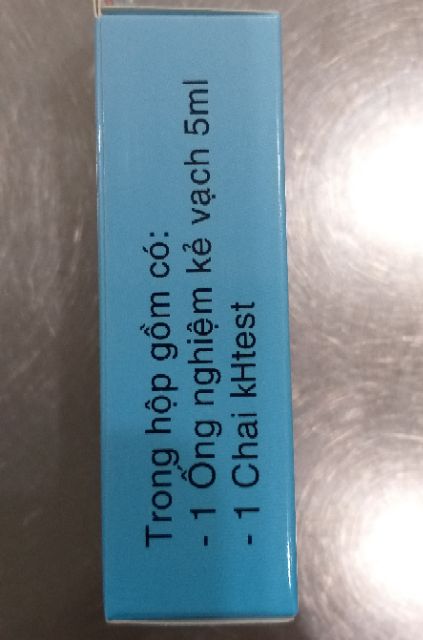 Trong hộp gồm có:
- 1 Ống nghiệm kẻ vạch 5ml
- 1 Chai kHtest